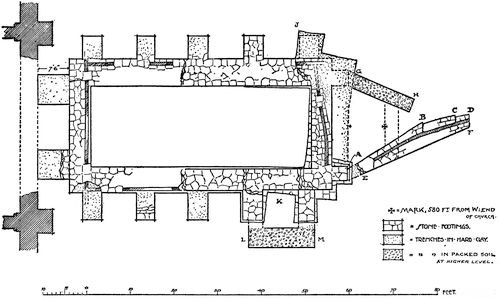 J
7'6"
G
H
B
C
D
F
A
E
C
K
L
M
✠ = MARK, 580 FT FROM W. END
OF CHURCH.
= STONE FOOTINGS.
= TRENCHES IN HARD CLAY.
= " " IN PACKED SOIL
AT HIGHER LEVEL.
10 5 0 10 20 30 40 50 60 70 80 FEET.